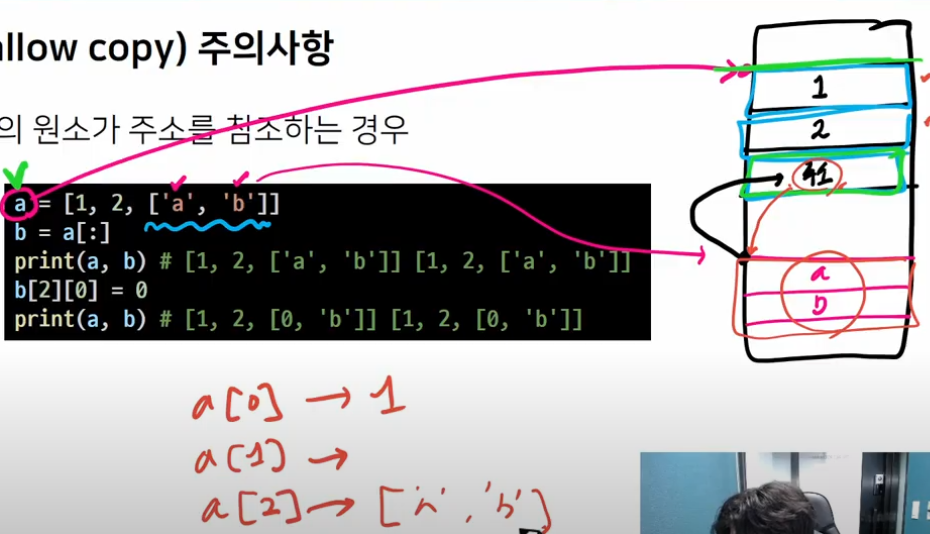 allow copy) 주의사항
의 원소가 주소를 참조하는 경우
a = [1, 2, ['a', 'b']]
b = a[:]
print(a, b) # [1, 2, ['a', 'b']] [1, 2, ['a', 'b']]
b[2][0] = 0
print(a, b) # [1, 2, [0, 'b']] [1, 2, [0, 'b']]
1
2
주소
a
b
a[0] → 1
a[1] →
a[2] → ['a', 'b']